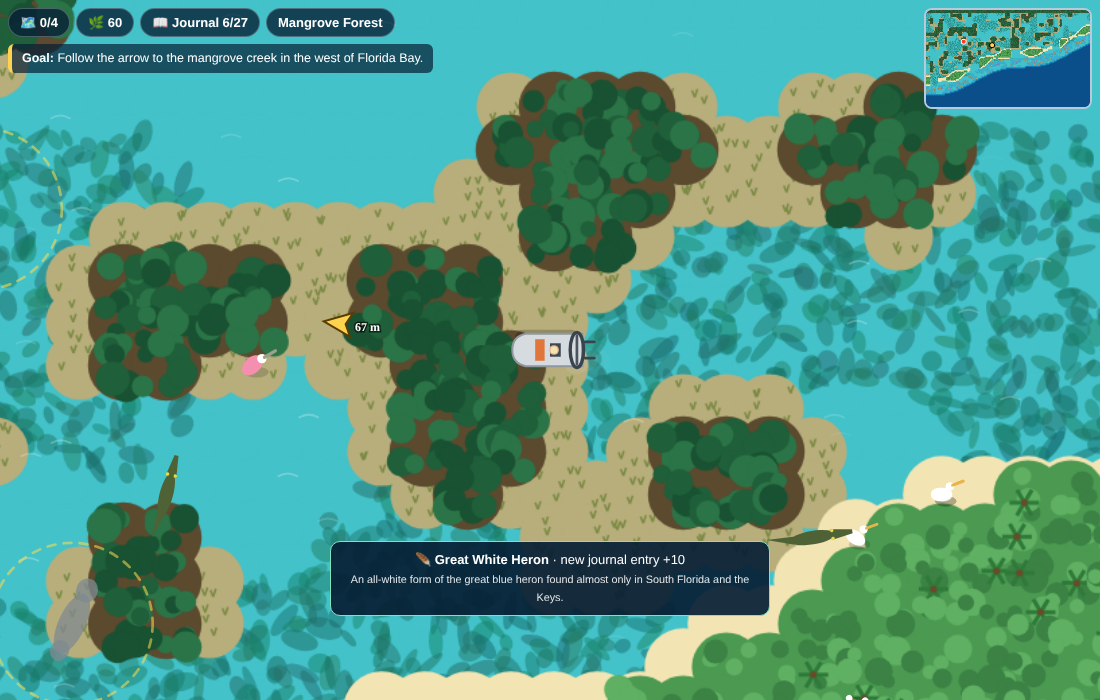 🗺️ 0/4 🌿 60 📖 Journal 6/27 Mangrove Forest
Goal: Follow the arrow to the mangrove creek in the west of Florida Bay.
67 m
🪶 Great White Heron · new journal entry +10
An all-white form of the great blue heron found almost only in South Florida and the
Keys.